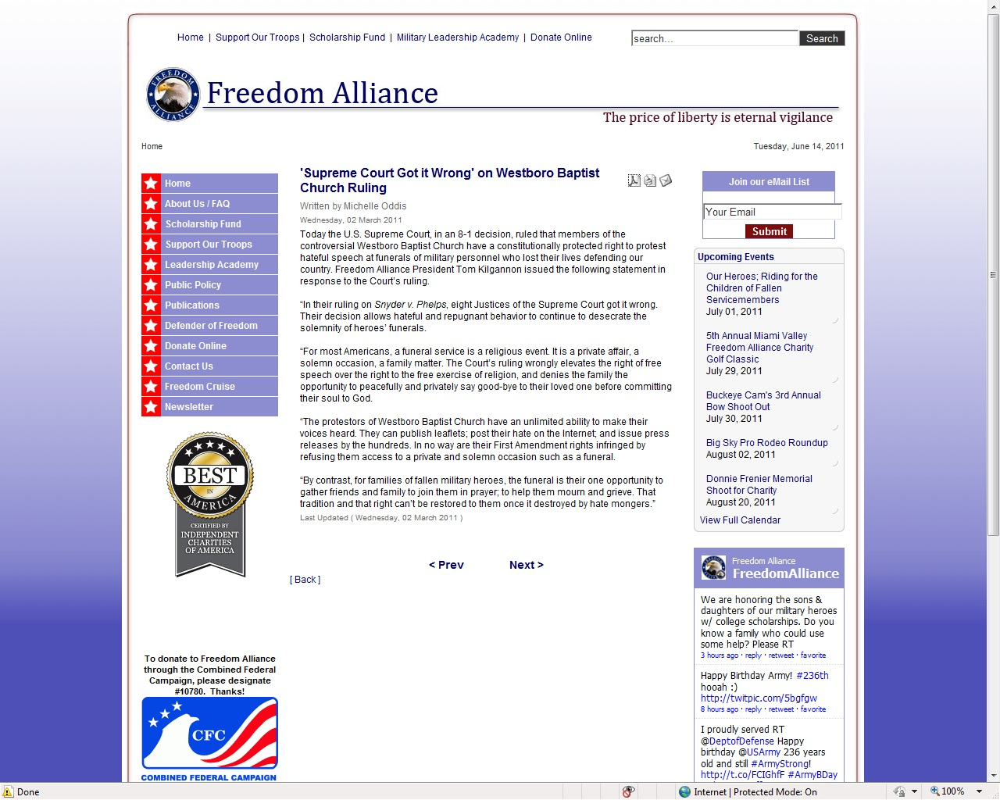 Home | Support Our Troops | Scholarship Fund | Military Leadership Academy | Donate Online
search...
Search
FREEDOM ALLIANCE
Freedom Alliance
The price of liberty is eternal vigilance
Home
Tuesday, June 14, 2011
Home
About Us / FAQ
Scholarship Fund
Support Our Troops
Leadership Academy
Public Policy
Publications
Defender of Freedom
Donate Online
Contact Us
Freedom Cruise
Newsletter
BEST
IN
AMERICA
CERTIFIED BY
INDEPENDENT
CHARITIES
OF AMERICA
To donate to Freedom Alliance
through the Combined Federal
Campaign, please designate
#10780.  Thanks!
CFC
COMBINED FEDERAL CAMPAIGN
'Supreme Court Got it Wrong' on Westboro Baptist
Church Ruling
Written by Michelle Oddis
Wednesday, 02 March 2011
Today the U.S. Supreme Court, in an 8-1 decision, ruled that members of the
controversial Westboro Baptist Church have a constitutionally protected right to protest
hateful speech at funerals of military personnel who lost their lives defending our
country. Freedom Alliance President Tom Kilgannon issued the following statement in
response to the Court's ruling.
“In their ruling on Snyder v. Phelps, eight Justices of the Supreme Court got it wrong.
Their decision allows hateful and repugnant behavior to continue to desecrate the
solemnity of heroes’ funerals.
“For most Americans, a funeral service is a religious event. It is a private affair, a
solemn occasion, a family matter. The Court’s ruling wrongly elevates the right of free
speech over the right to the free exercise of religion, and denies the family the
opportunity to peacefully and privately say good-bye to their loved one before committing
their soul to God.
“The protestors of Westboro Baptist Church have an unlimited ability to make their
voices heard. They can publish leaflets; post their hate on the Internet; and issue press
releases by the hundreds. In no way are their First Amendment rights infringed by
refusing them access to a private and solemn occasion such as a funeral.
“By contrast, for families of fallen military heroes, the funeral is their one opportunity to
gather friends and family to join them in prayer; to help them mourn and grieve. That
tradition and that right can’t be restored to them once it destroyed by hate mongers.”
Last Updated ( Wednesday, 02 March 2011 )
< Prev
Next >
[ Back ]
Join our eMail List
Your Email
Submit
Upcoming Events
Our Heroes; Riding for the
Children of Fallen
Servicemembers
July 01, 2011
5th Annual Miami Valley
Freedom Alliance Charity
Golf Classic
July 29, 2011
Buckeye Cam's 3rd Annual
Bow Shoot Out
July 30, 2011
Big Sky Pro Rodeo Roundup
August 02, 2011
Donnie Frenier Memorial
Shoot for Charity
August 20, 2011
View Full Calendar
Freedom Alliance
FreedomAlliance
We are honoring the sons &
daughters of our military heroes
w/ college scholarships. Do you
know a family who could use
some help? Please RT
3 hours ago · reply · retweet · favorite
Happy Birthday Army! #236th
hooah :)
http://twitpic.com/5bgfgw
8 hours ago · reply · retweet · favorite
I proudly served RT
@DeptofDefense Happy
birthday @USArmy 236 years
old and still #ArmyStrong!
http://t.co/FCIGhfF #ArmyBDay
Done
Internet | Protected Mode: On
100%